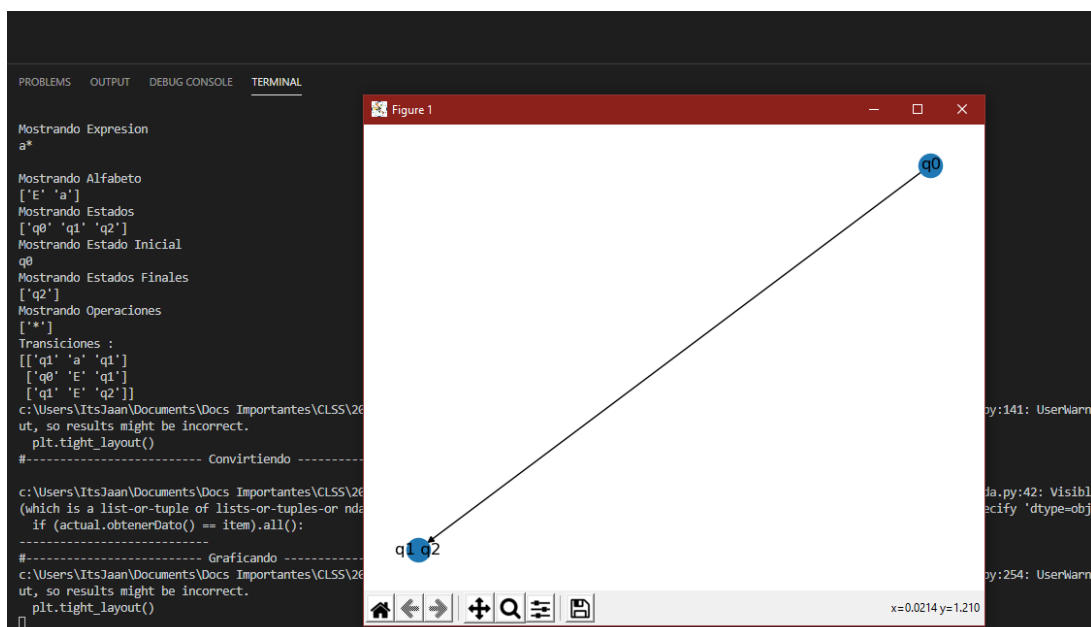 PROBLEMS OUTPUT DEBUG CONSOLE TERMINAL
Mostrando Expresion
a*
Mostrando Alfabeto
['E' 'a']
Mostrando Estados
['q0' 'q1' 'q2']
Mostrando Estado Inicial
q0
Mostrando Estados Finales
['q2']
Mostrando Operaciones
['*']
Transiciones :
[['q1' 'a' 'q1']
['q0' 'E' 'q1']
['q1' 'E' 'q2']]
c:\Users\ItsJaan\Documents\Docs Importantes\CLSS\20
py:141: UserWarn
ut, so results might be incorrect.
plt.tight_layout()
#-------------------------- Convirtiendo ----------
c:\Users\ItsJaan\Documents\Docs Importantes\CLSS\20
da.py:42: Visibl
(which is a list-or-tuple of lists-or-tuples-or nda
ecify 'dtype=obj
if (actual.obtenerDato() == item).all():
----------------------------
#-------------------------- Graficando ------------
c:\Users\ItsJaan\Documents\Docs Importantes\CLSS\20
py:254: UserWarn
ut, so results might be incorrect.
plt.tight_layout()
Figure 1
q0
q1 q2
x=0.0214 y=1.210